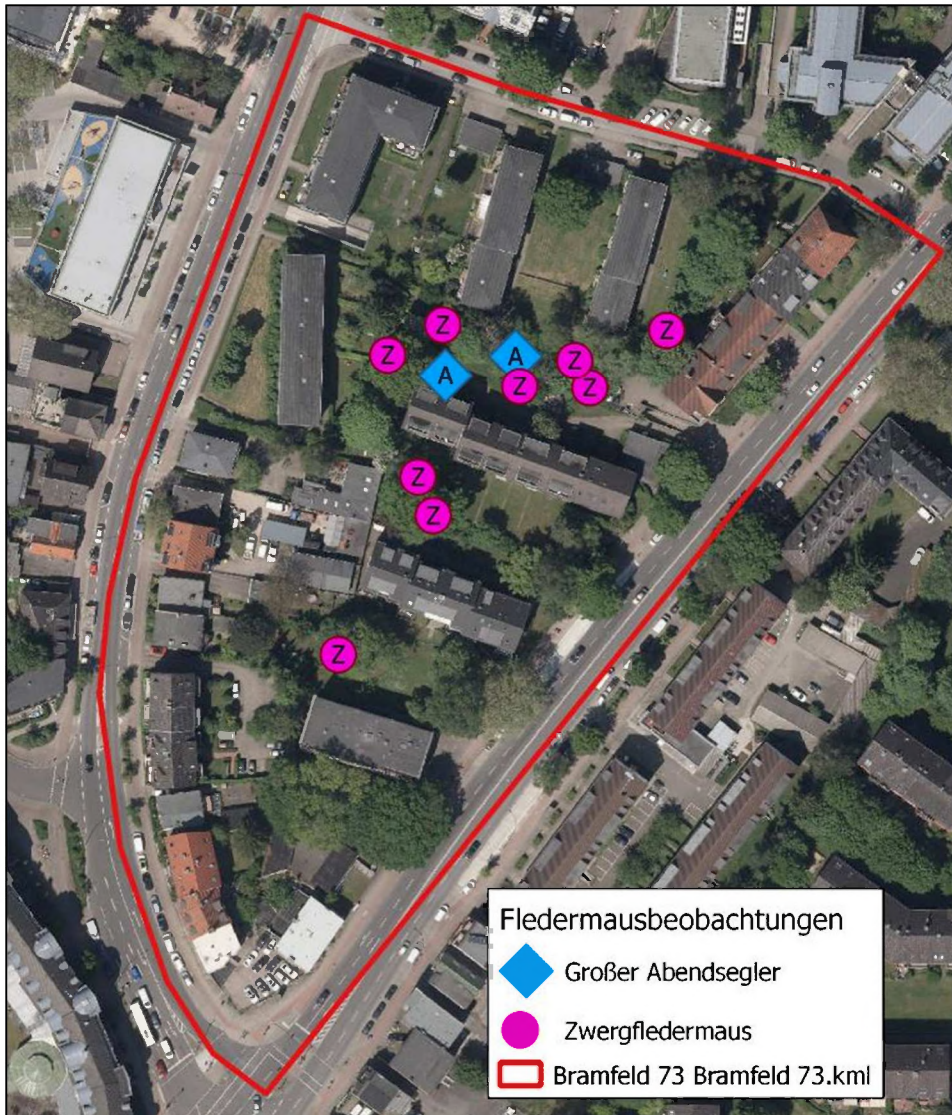 Z
A
A
Z
Z
Z
Z
Z
Z
Z
Z
Fledermausbeobachtungen
Großer Abendsegler
Zwergfledermaus
Bramfeld 73 Bramfeld 73.kml